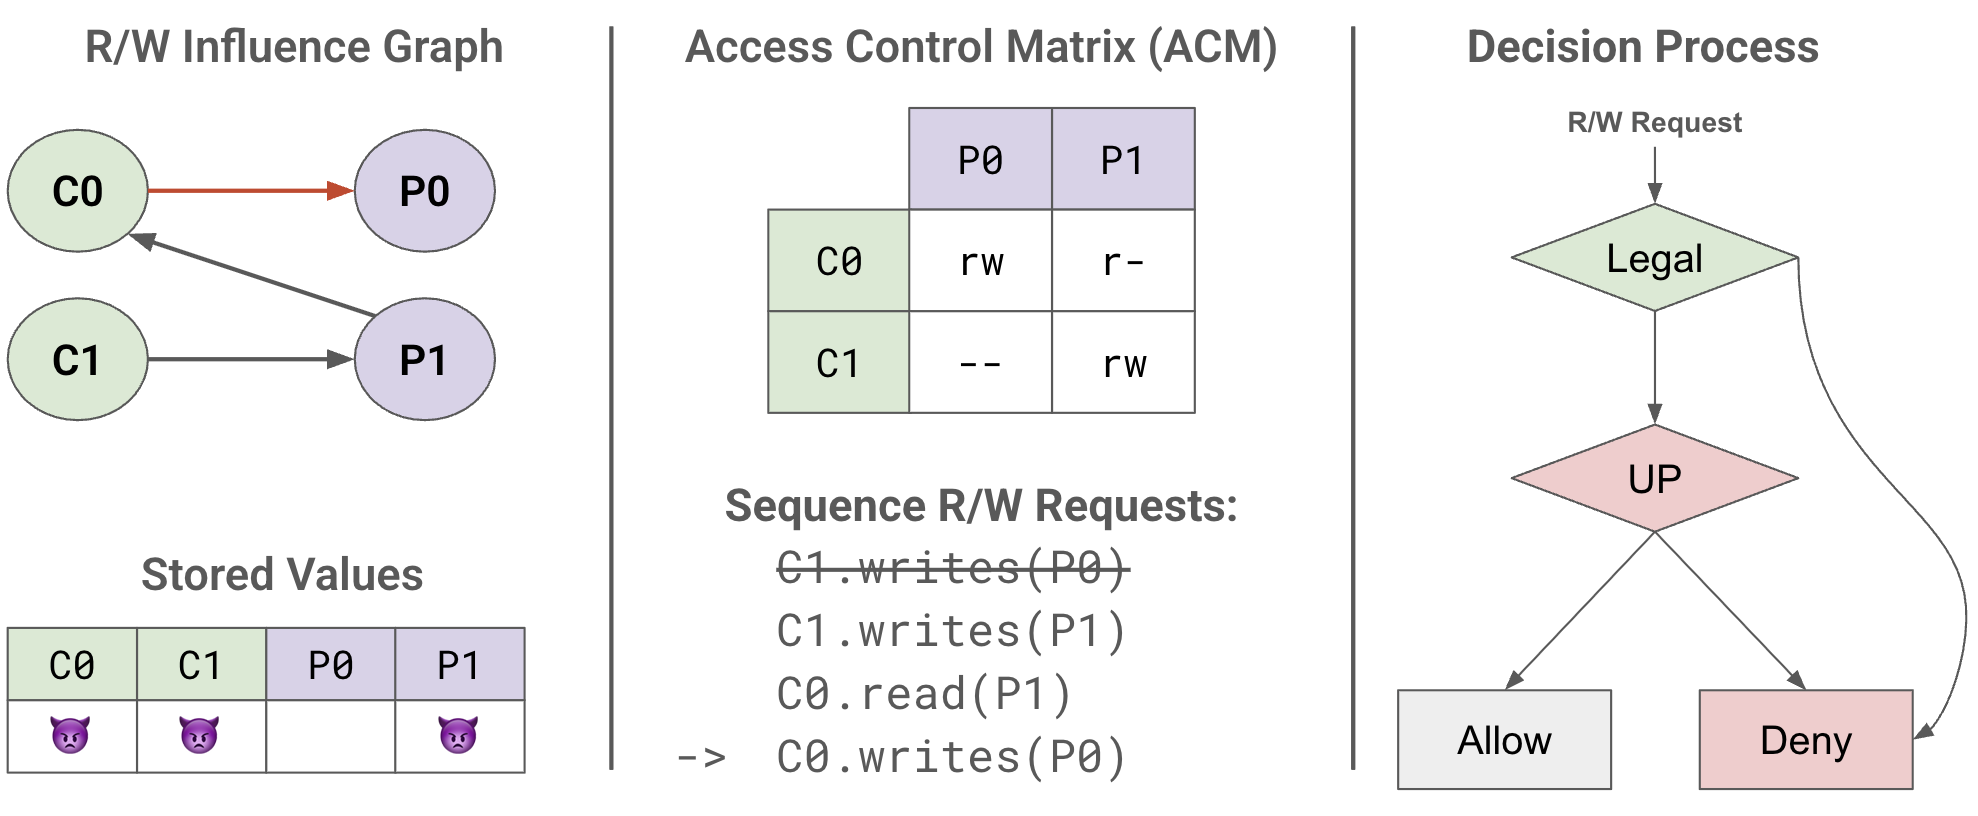 R/W Influence Graph
C0
P0
C1
P1
Stored Values
C0 C1 P0 P1
Access Control Matrix (ACM)
P0 P1
C0 rw r-
C1 -- rw
Sequence R/W Requests:
C1.writes(P0)
C1.writes(P1)
C0.read(P1)
-> C0.writes(P0)
Decision Process
R/W Request
Legal
UP
Allow
Deny